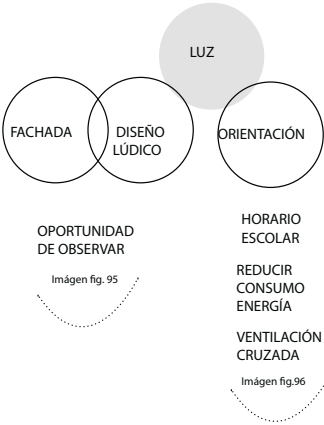 LUZ
FACHADA
DISEÑO
LÚDICO
ORIENTACIÓN
OPORTUNIDAD
DE OBSERVAR
Imágen fig. 95
HORARIO
ESCOLAR
REDUCIR
CONSUMO
ENERGÍA
VENTILACIÓN
CRUZADA
Imágen fig.96